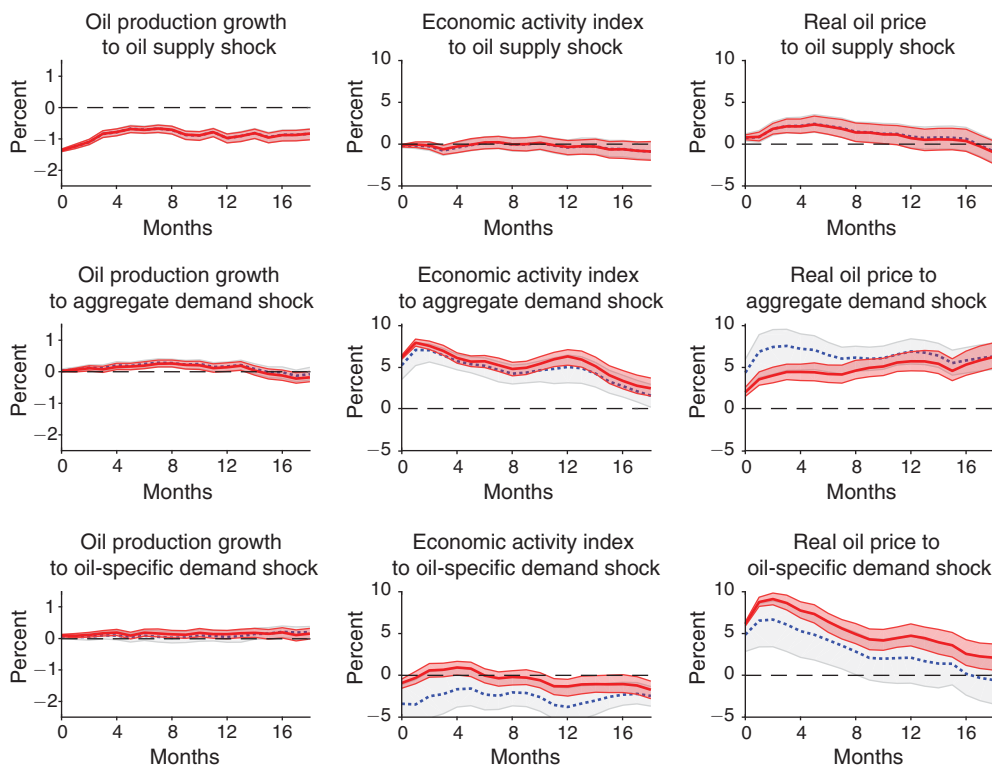 Oil production growth
to oil supply shock
Percent
1
0
−1
−2
0 4 8 12 16
Months
Economic activity index
to oil supply shock
Percent
10
5
0
−5
0 4 8 12 16
Months
Real oil price
to oil supply shock
Percent
10
5
0
−5
0 4 8 12 16
Months
Oil production growth
to aggregate demand shock
Percent
1
0
−1
−2
0 4 8 12 16
Months
Economic activity index
to aggregate demand shock
Percent
10
5
0
−5
0 4 8 12 16
Months
Real oil price to
aggregate demand shock
Percent
10
5
0
−5
0 4 8 12 16
Months
Oil production growth
to oil-specific demand shock
Percent
1
0
−1
−2
0 4 8 12 16
Months
Economic activity index
to oil-specific demand shock
Percent
10
5
0
−5
0 4 8 12 16
Months
Real oil price to
oil-specific demand shock
Percent
10
5
0
−5
0 4 8 12 16
Months